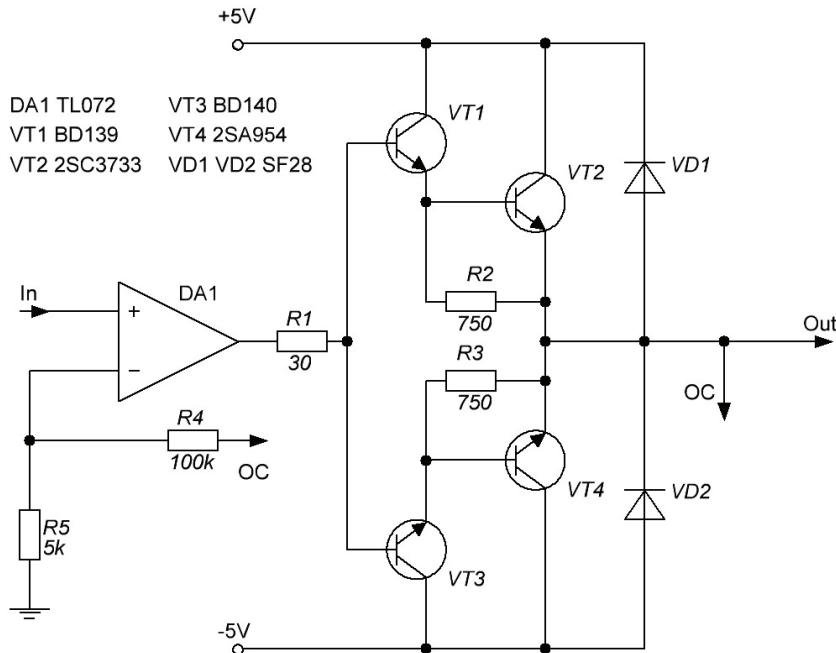 +5V
DA1 TL072 VT3 BD140
VT1 BD139 VT4 2SA954
VT2 2SC3733 VD1 VD2 SF28
VT1
VT2
VD1
In
DA1
+
−
R1
30
R2
750
R3
750
Out
OC
R4
100k
OC
R5
5k
VT4
VD2
VT3
-5V